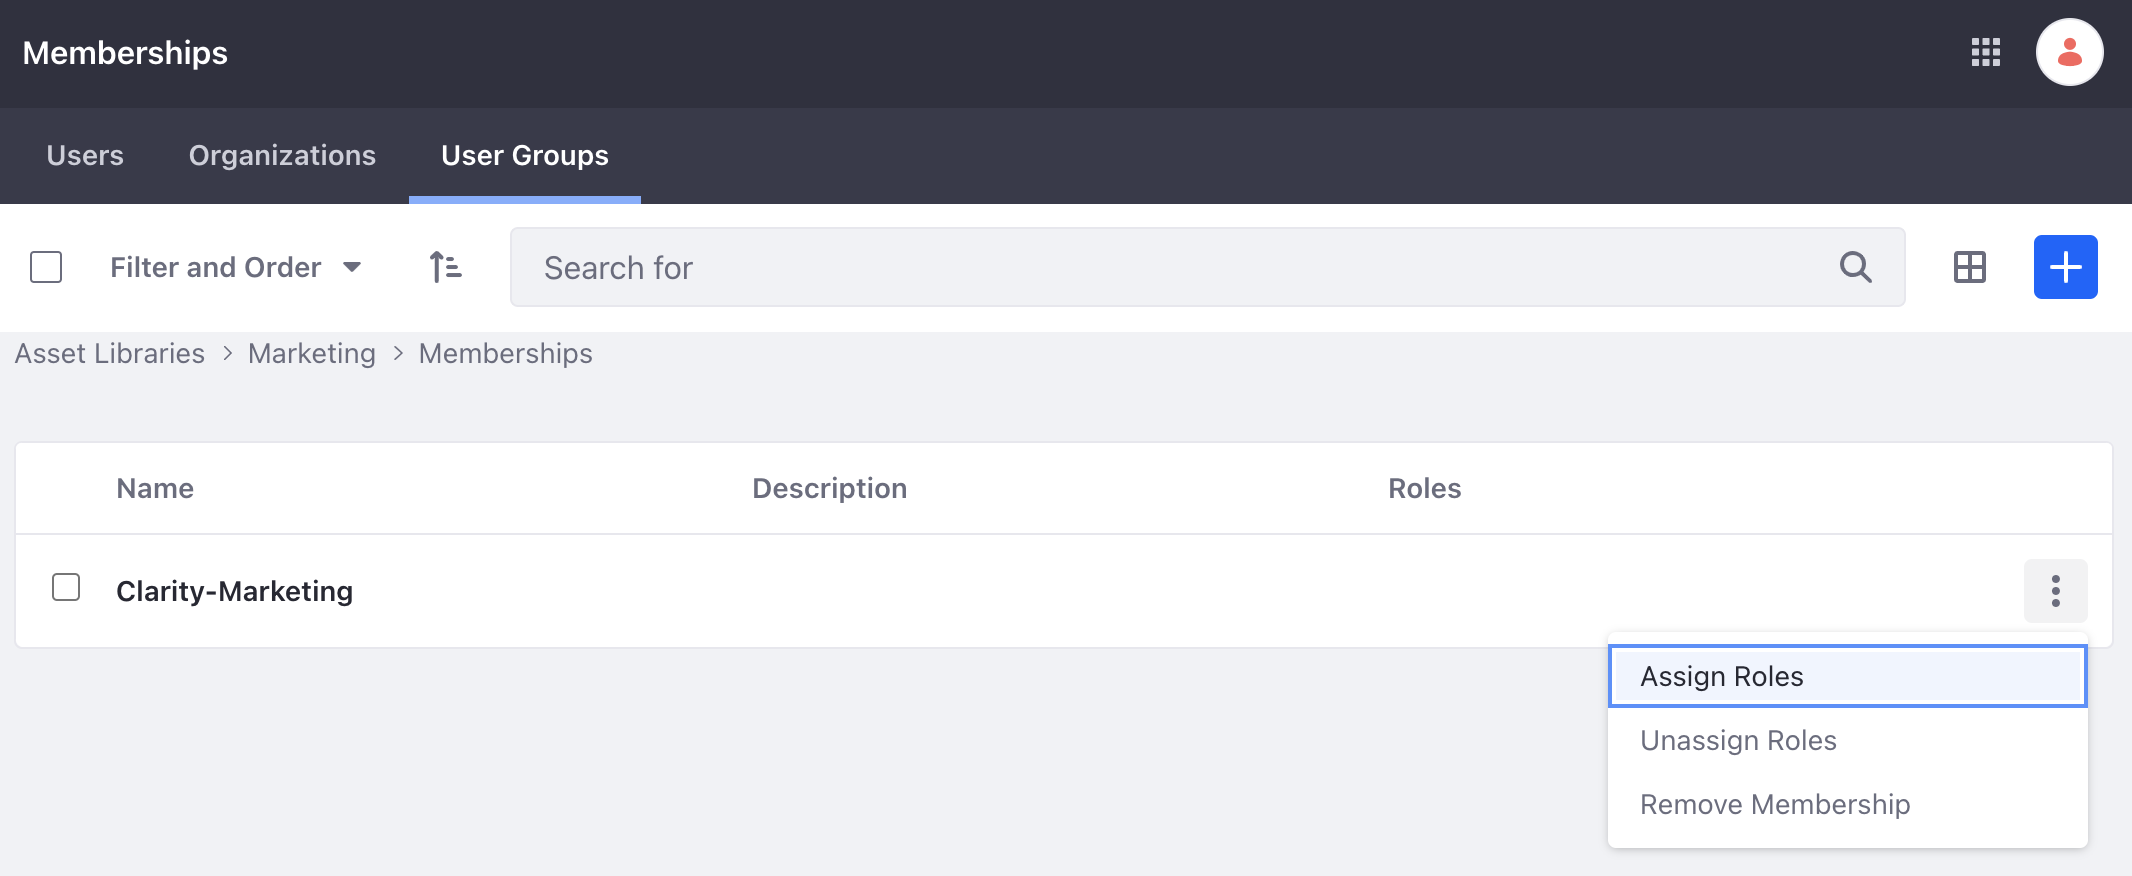 Memberships
Users Organizations User Groups
Filter and Order Search for
Asset Libraries > Marketing > Memberships
Name Description Roles
Clarity-Marketing
Assign Roles
Unassign Roles
Remove Membership